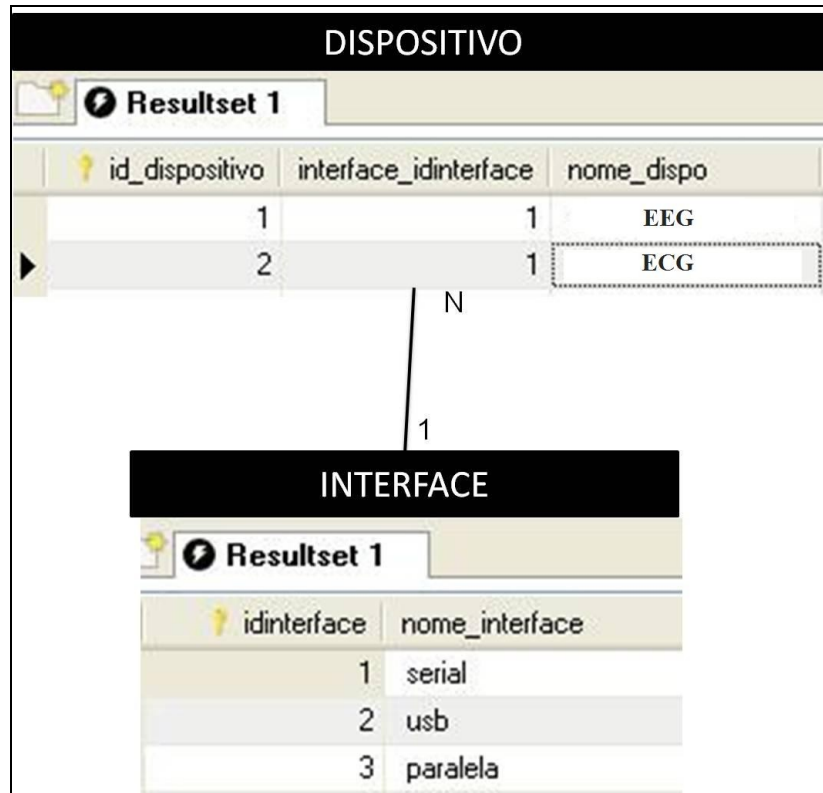 DISPOSITIVO
Resultset 1
id_dispositivo interface_idinterface nome_dispo
1 1 EEG
2 1 ECG
N
1
INTERFACE
Resultset 1
idinterface nome_interface
1 serial
2 usb
3 paralela